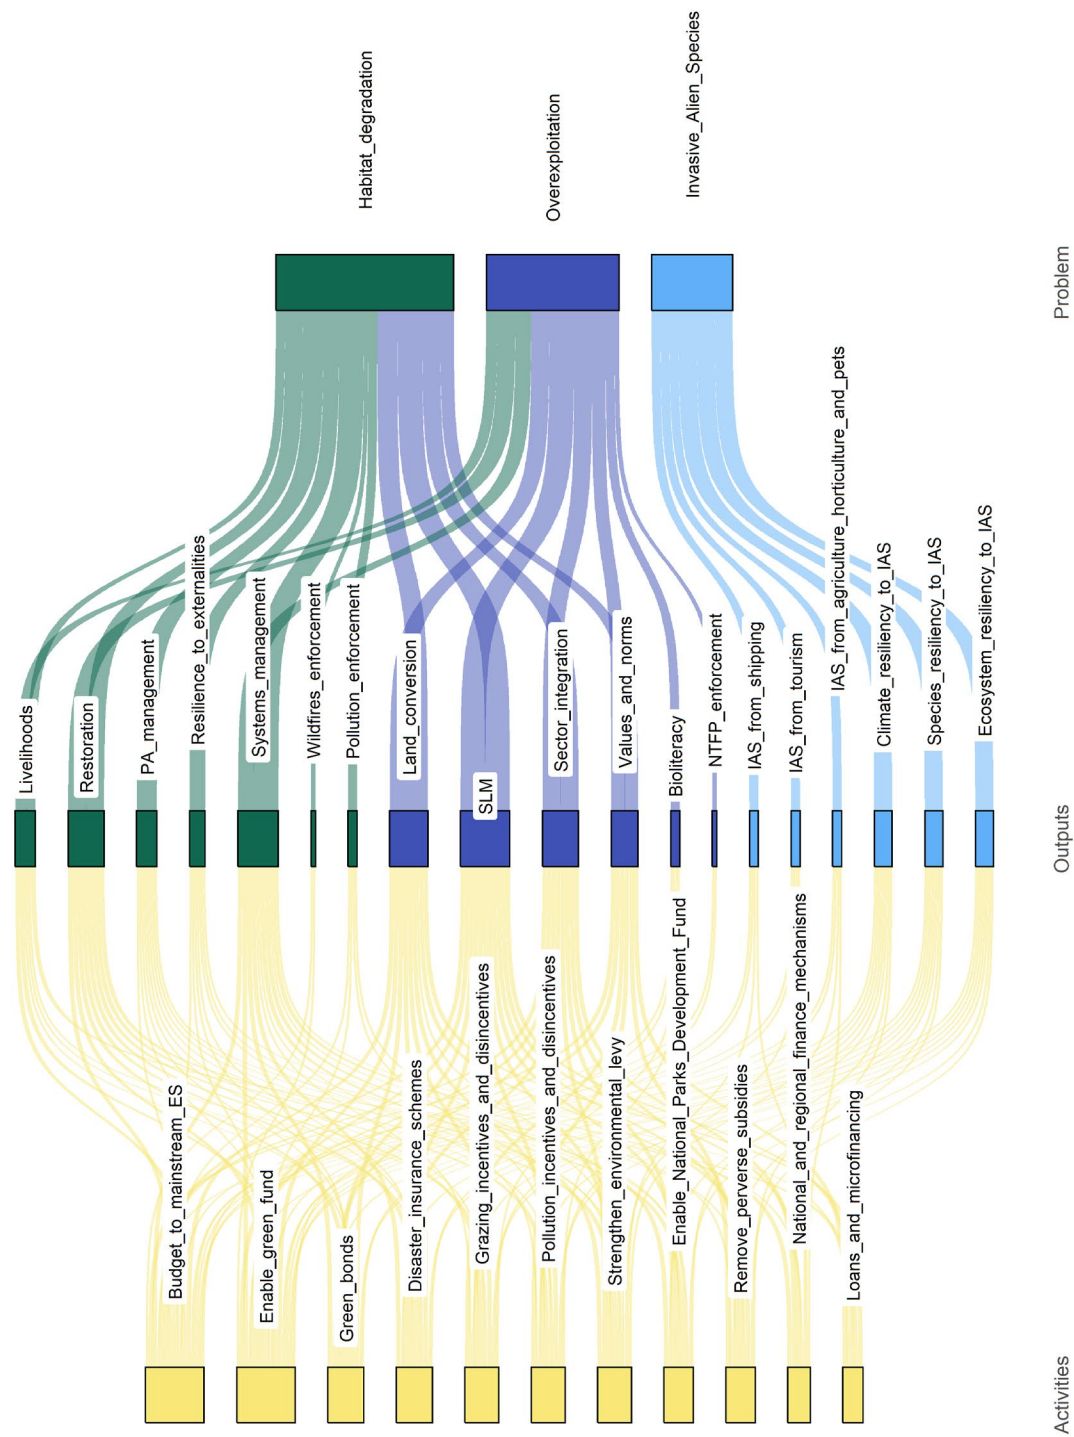 Habitat_degradation
Overexploitation
Invasive_Alien_Species
Problem
Livelihoods
Restoration
PA_management
Resilience_to_externalities
Systems_management
Wildfires_enforcement
Pollution_enforcement
Land_conversion
SLM
Sector_integration
Values_and_norms
Bioliteracy
NTFP_enforcement
IAS_from_shipping
IAS_from_tourism
IAS_from_agriculture_horticulture_and_pets
Climate_resiliency_to_IAS
Species_resiliency_to_IAS
Ecosystem_resiliency_to_IAS
Outputs
Budget_to_mainstream_ES
Enable_green_fund
Green_bonds
Disaster_insurance_schemes
Grazing_incentives_and_disincentives
Pollution_incentives_and_disincentives
Strengthen_environmental_levy
Enable_National_Parks_Development_Fund
Remove_perverse_subsidies
National_and_regional_finance_mechanisms
Loans_and_microfinancing
Activities